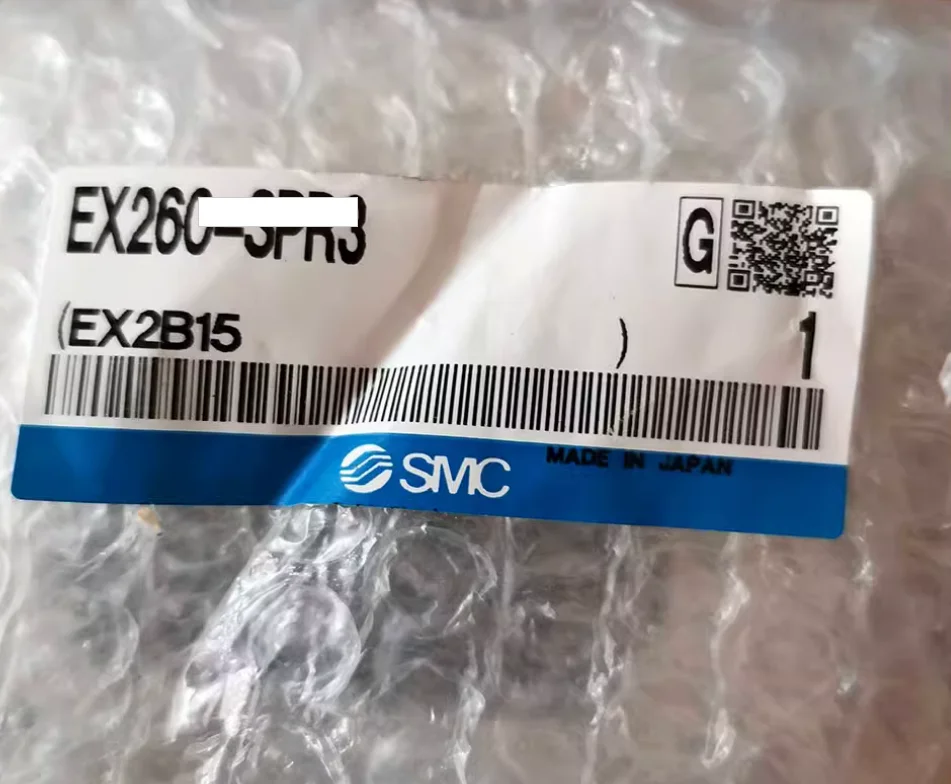 EX260-SPR3
G
(EX2B15 )
1
SMC
MADE IN JAPAN